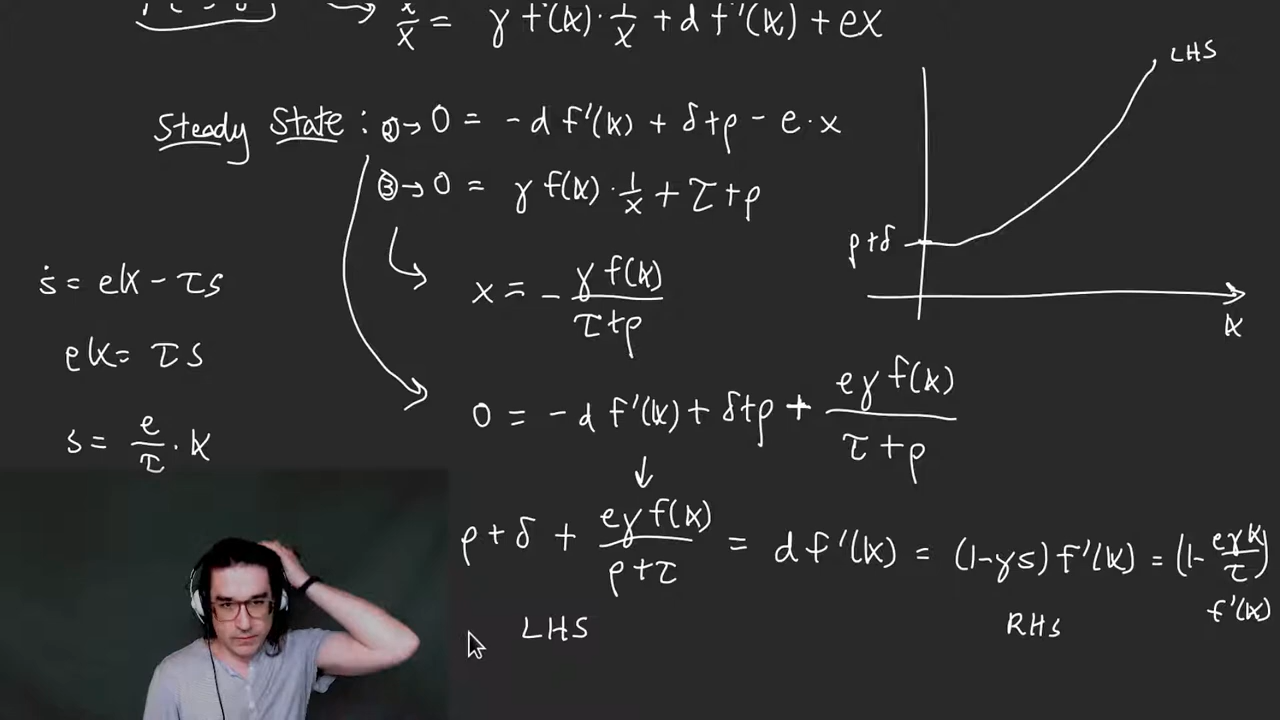 ẋ/x = γ f(k)·1/x + d f'(k) + ex
Steady State : ②→ 0 = -d f'(k) + δ+ρ - e·x
③→ 0 = γ f(k)·1/x + τ+ρ
x = - γ f(k) / τ+ρ
0 = -d f'(k) + δ+ρ + eγ f(k) / τ+ρ
ρ+δ + eγ f(k) / ρ+τ = d f'(k) = (1-γs) f'(k) = (1- eγk/τ) f'(k)
LHS
RHS
ṡ = ek - τs
ek = τs
s = e/τ · k
LHS
ρ+δ
k